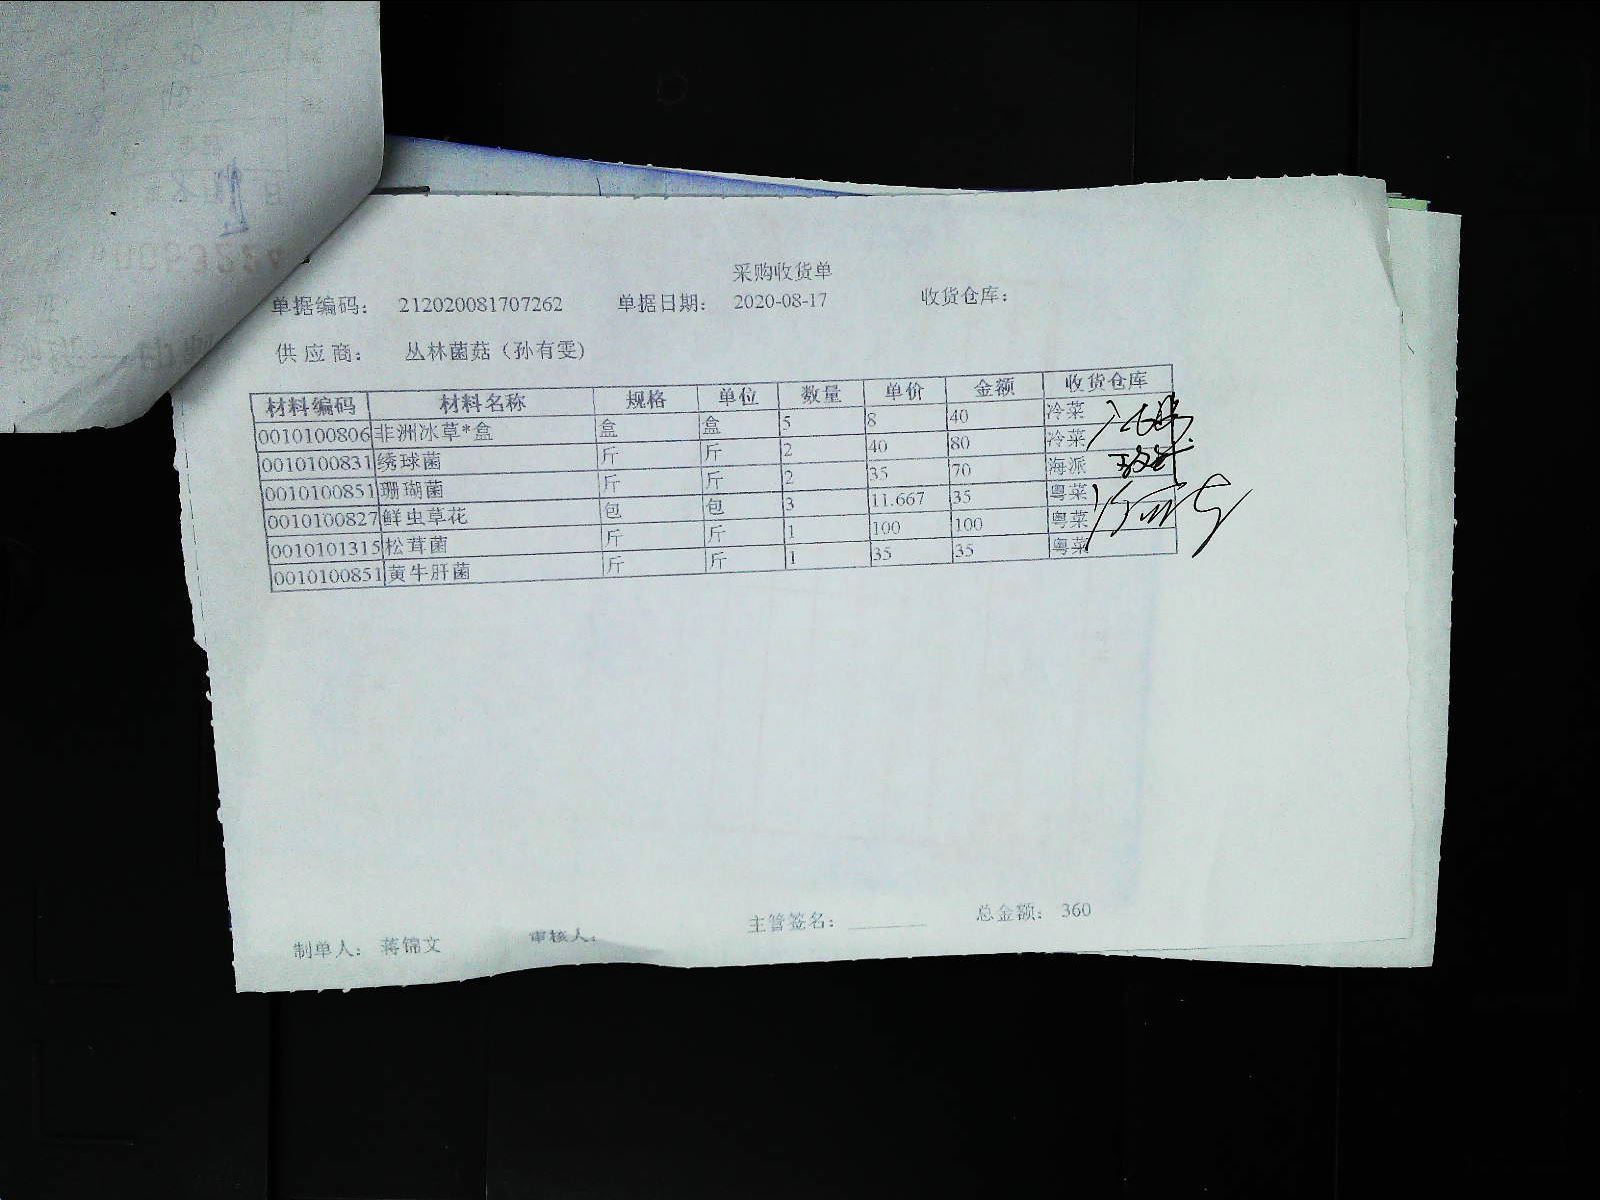 采购收货单
单据编码： 212020081707262 单据日期： 2020-08-17 收货仓库：
供应商： 丛林菌菇（孙有雯）
材料编码 材料名称 规格 单位 数量 单价 金额 收货仓库
0010100806 非洲冰草*盒 盒 盒 5 8 40 冷菜
0010100831 绣球菌 斤 斤 2 40 80 冷菜
0010100851 珊瑚菌 斤 斤 2 35 70 海派
0010100827 鲜虫草花 包 包 3 11.667 35 粤菜
0010101315 松茸菌 斤 斤 1 100 100 粤菜
0010100851 黄牛肝菌 斤 斤 1 35 35 粤菜
制单人： 蒋锦文 审核人： 主管签名： 总金额： 360